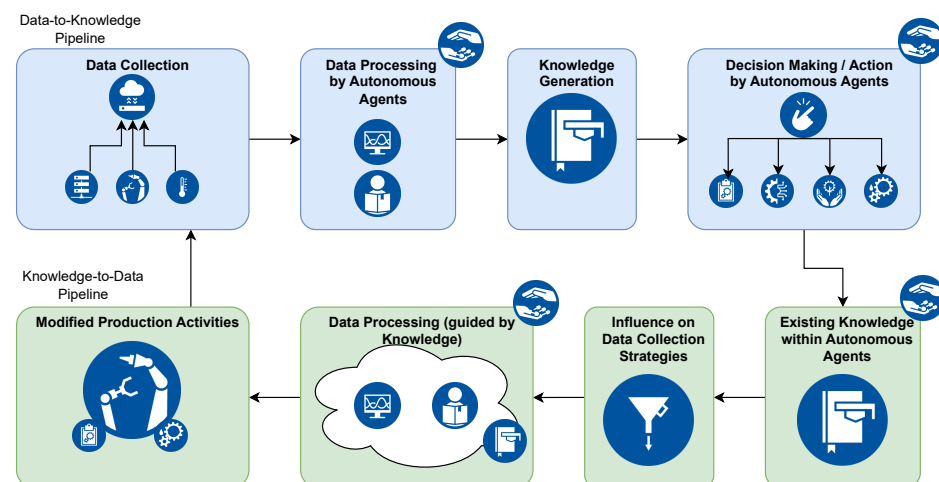 Data-to-Knowledge
Pipeline
Data Collection
Data Processing
by Autonomous
Agents
Knowledge
Generation
Decision Making / Action
by Autonomous Agents
Knowledge-to-Data
Pipeline
Modified Production Activities
Data Processing (guided by
Knowledge)
Influence on
Data Collection
Strategies
Existing Knowledge
within Autonomous
Agents